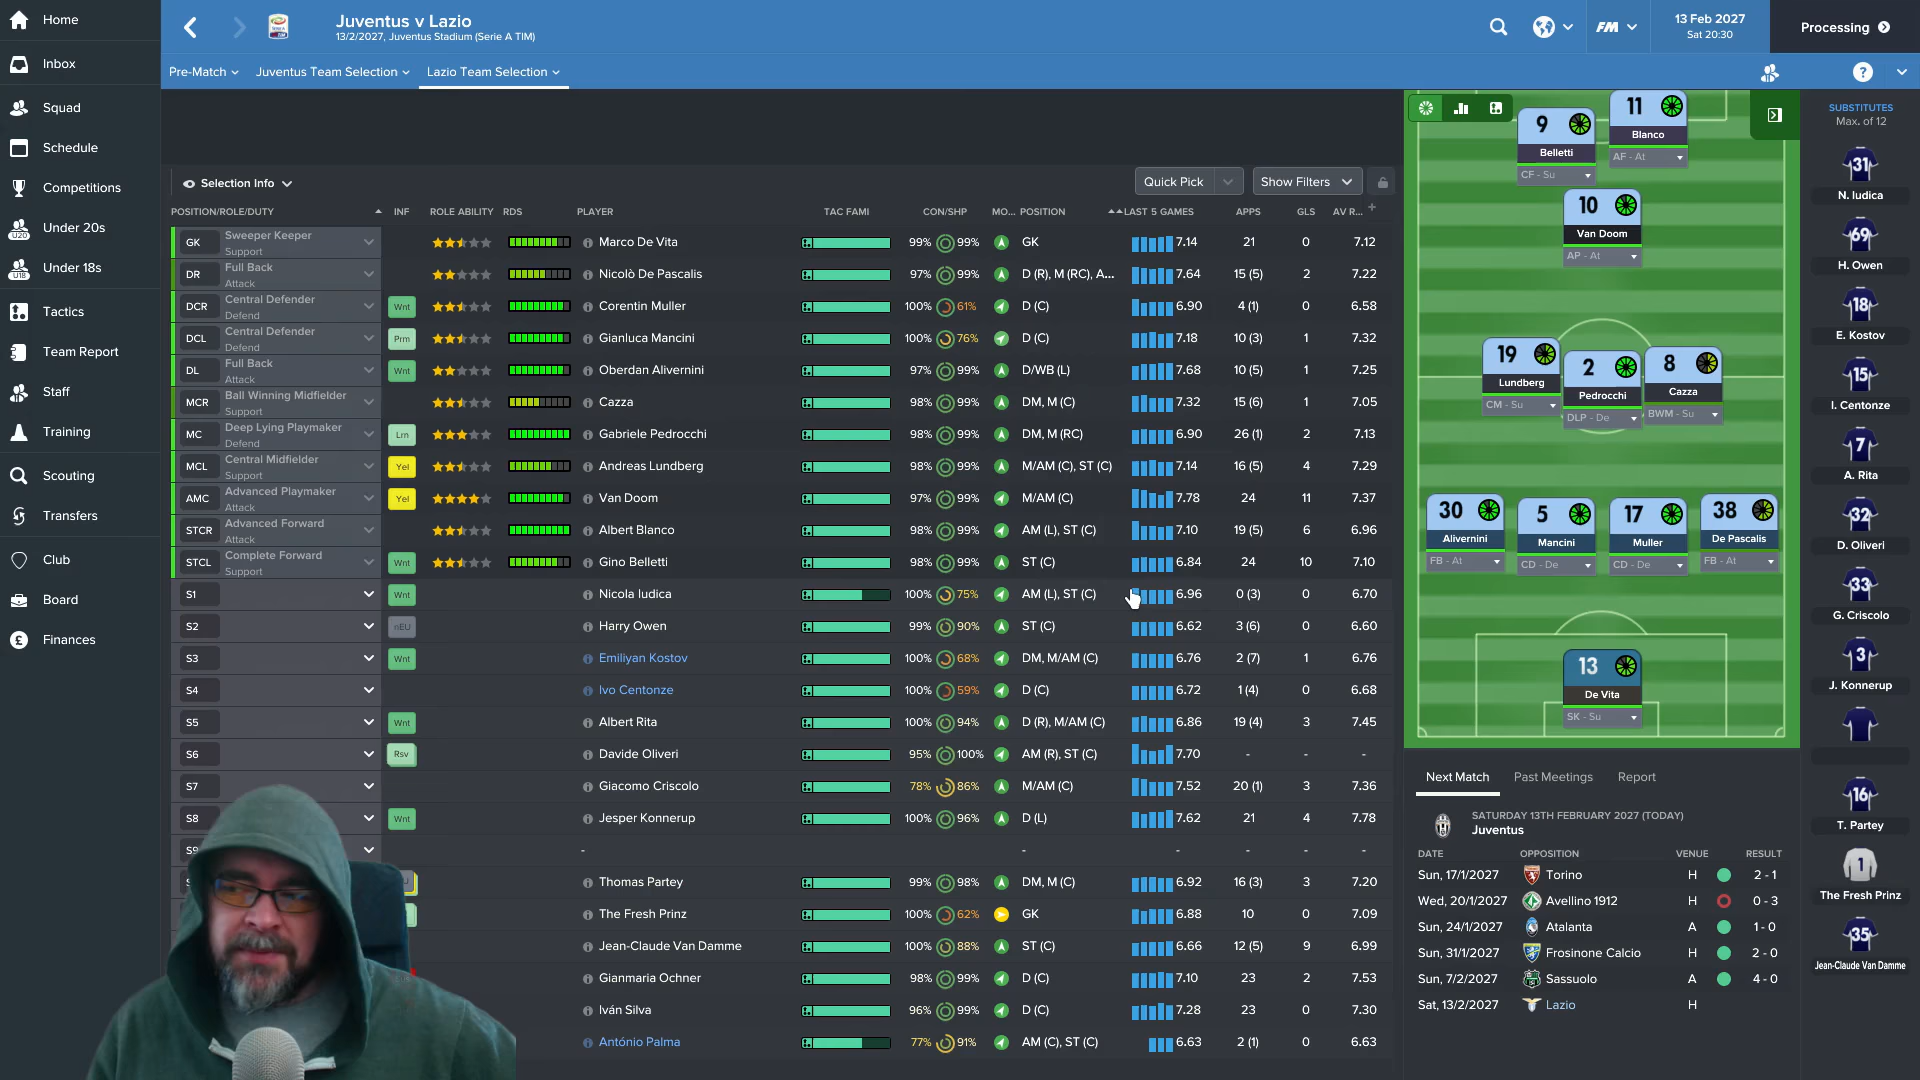 Home
Inbox
Squad
Schedule
Competitions
Under 20s
Under 18s
Tactics
Team Report
Staff
Training
Scouting
Transfers
Club
Board
Finances
Juventus v Lazio
13/2/2027, Juventus Stadium (Serie A TIM)
FM
13 Feb 2027
Sat 20:30
Processing
Pre-Match
Juventus Team Selection
Lazio Team Selection
Selection Info
Quick Pick
Show Filters
POSITION/ROLE/DUTY INF ROLE ABILITY RDS PLAYER TAC FAMI CON/SHP MO... POSITION LAST 5 GAMES APPS GLS AV R...
GK Sweeper Keeper Support Marco De Vita 99% 99% GK 7.14 21 0 7.12
DR Full Back Attack Nicolò De Pascalis 97% 99% D (R), M (RC), A... 7.64 15 (5) 2 7.22
DCR Central Defender Defend Wnt Corentin Muller 100% 61% D (C) 6.90 4 (1) 0 6.58
DCL Central Defender Defend Prm Gianluca Mancini 100% 76% D (C) 7.18 10 (3) 1 7.32
DL Full Back Attack Wnt Oberdan Alivernini 97% 99% D/WB (L) 7.68 10 (5) 1 7.25
MCR Ball Winning Midfielder Support Cazza 98% 99% DM, M (C) 7.32 15 (6) 1 7.05
MC Deep Lying Playmaker Defend Lrn Gabriele Pedrocchi 98% 99% DM, M (RC) 6.90 26 (1) 2 7.13
MCL Central Midfielder Support Yel Andreas Lundberg 98% 99% M/AM (C), ST (C) 7.14 16 (5) 4 7.29
AMC Advanced Playmaker Attack Yel Van Doom 97% 99% M/AM (C) 7.78 24 11 7.37
STCR Advanced Forward Attack Albert Blanco 98% 99% AM (L), ST (C) 7.10 19 (5) 6 6.96
STCL Complete Forward Support Wnt Gino Belletti 98% 99% ST (C) 6.84 24 10 7.10
S1 Wnt Nicola Iudica 100% 75% AM (L), ST (C) 6.96 0 (3) 0 6.70
S2 nEU Harry Owen 99% 90% ST (C) 6.62 3 (6) 0 6.60
S3 Wnt Emiliyan Kostov 100% 68% DM, M/AM (C) 6.76 2 (7) 1 6.76
S4 Ivo Centonze 100% 59% D (C) 6.72 1 (4) 0 6.68
S5 Wnt Albert Rita 100% 94% D (R), M/AM (C) 6.86 19 (4) 3 7.45
S6 Rsv Davide Oliveri 95% 100% AM (R), ST (C) 7.70 - - -
S7 Giacomo Criscolo 78% 86% M/AM (C) 7.52 20 (1) 3 7.36
S8 Wnt Jesper Konnerup 100% 96% D (L) 7.62 21 4 7.78
S9 - - - - - -
Thomas Partey 99% 98% DM, M (C) 6.92 16 (3) 3 7.20
The Fresh Prinz 100% 62% GK 6.88 10 0 7.09
Jean-Claude Van Damme 100% 88% ST (C) 6.66 12 (5) 9 6.99
Gianmaria Ochner 98% 99% D (C) 7.10 23 2 7.53
Iván Silva 96% 99% D (C) 7.28 23 0 7.30
António Palma 77% 91% AM (C), ST (C) 6.63 2 (1) 0 6.63
11
Blanco
AF - At
9
Belletti
CF - Su
10
Van Doom
AP - At
19
Lundberg
CM - Su
2
Pedrocchi
DLP - De
8
Cazza
BWM - Su
30
Alivernini
FB - At
5
Mancini
CD - De
17
Muller
CD - De
38
De Pascalis
FB - At
13
De Vita
SK - Su
Next Match Past Meetings Report
SATURDAY 13TH FEBRUARY 2027 (TODAY)
Juventus
DATE OPPOSITION VENUE RESULT
Sun, 17/1/2027 Torino H 2 - 1
Wed, 20/1/2027 Avellino 1912 H 0 - 3
Sun, 24/1/2027 Atalanta A 1 - 0
Sun, 31/1/2027 Frosinone Calcio H 2 - 0
Sun, 7/2/2027 Sassuolo A 4 - 0
Sat, 13/2/2027 Lazio H
SUBSTITUTES
Max. of 12
31
N. Iudica
69
H. Owen
18
E. Kostov
15
I. Centonze
7
A. Rita
32
D. Oliveri
33
G. Criscolo
3
J. Konnerup
16
T. Partey
1
The Fresh Prinz
35
Jean-Claude Van Damme